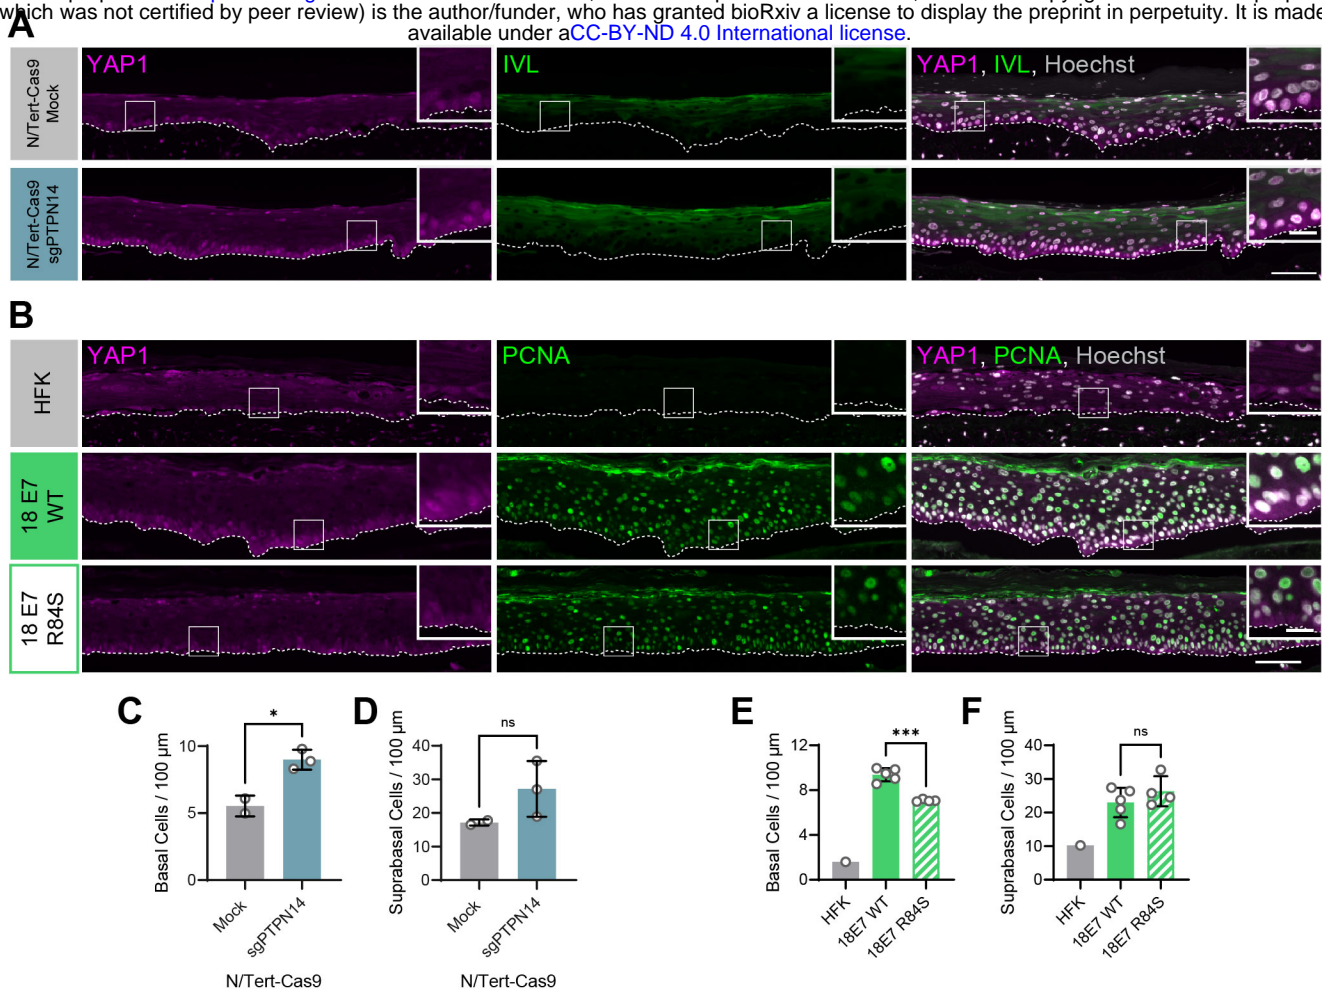 which was not certified by peer review) is the author/funder, who has granted bioRxiv a license to display the preprint in perpetuity. It is made
available under aCC-BY-ND 4.0 International license.
A
N/Tert-Cas9
Mock
YAP1
IVL
YAP1, IVL, Hoechst
N/Tert-Cas9
sgPTPN14
B
HFK
YAP1
PCNA
YAP1, PCNA, Hoechst
18 E7
WT
18 E7
R84S
C
Basal Cells / 100 µm
10
5
0
*
Mock
sgPTPN14
N/Tert-Cas9
D
Suprabasal Cells / 100 µm
40
30
20
10
0
ns
Mock
sgPTPN14
N/Tert-Cas9
E
Basal Cells / 100 µm
12
8
4
0
***
HFK
18E7 WT
18E7 R84S
F
Suprabasal Cells / 100 µm
40
30
20
10
0
ns
HFK
18E7 WT
18E7 R84S